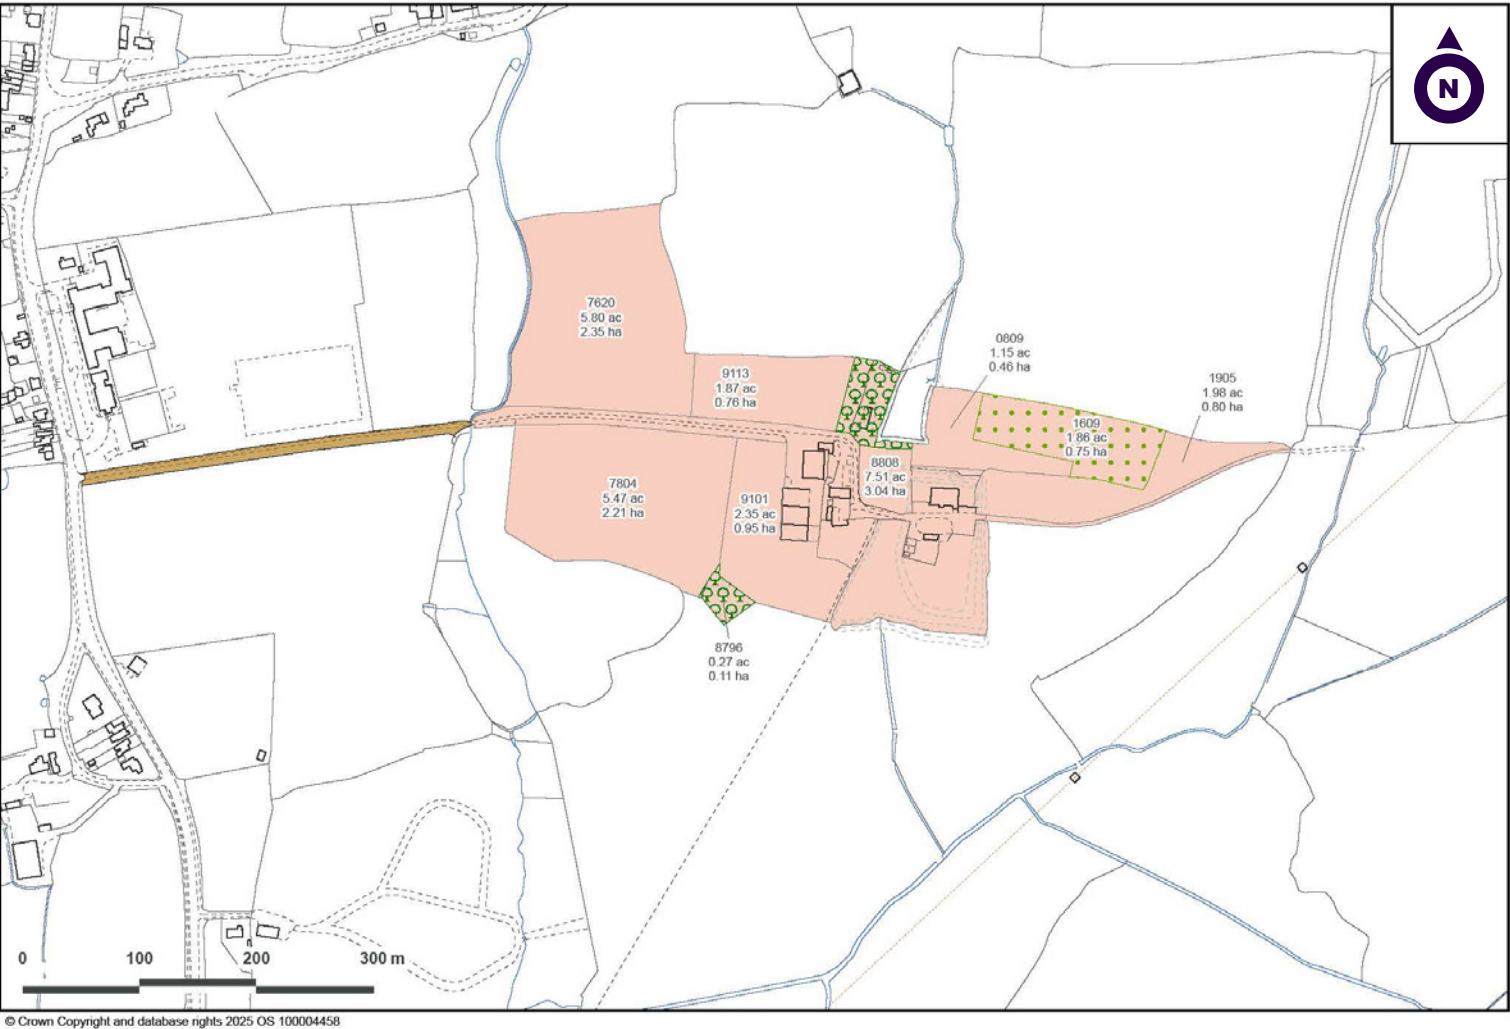 N
7620
5.80 ac
2.35 ha
9113
1.87 ac
0.76 ha
0809
1.15 ac
0.46 ha
1905
1.98 ac
0.80 ha
1609
1.86 ac
0.75 ha
8808
7.51 ac
3.04 ha
7804
5.47 ac
2.21 ha
9101
2.35 ac
0.95 ha
8796
0.27 ac
0.11 ha
0 100 200 300 m
© Crown Copyright and database rights 2025 OS 100004458